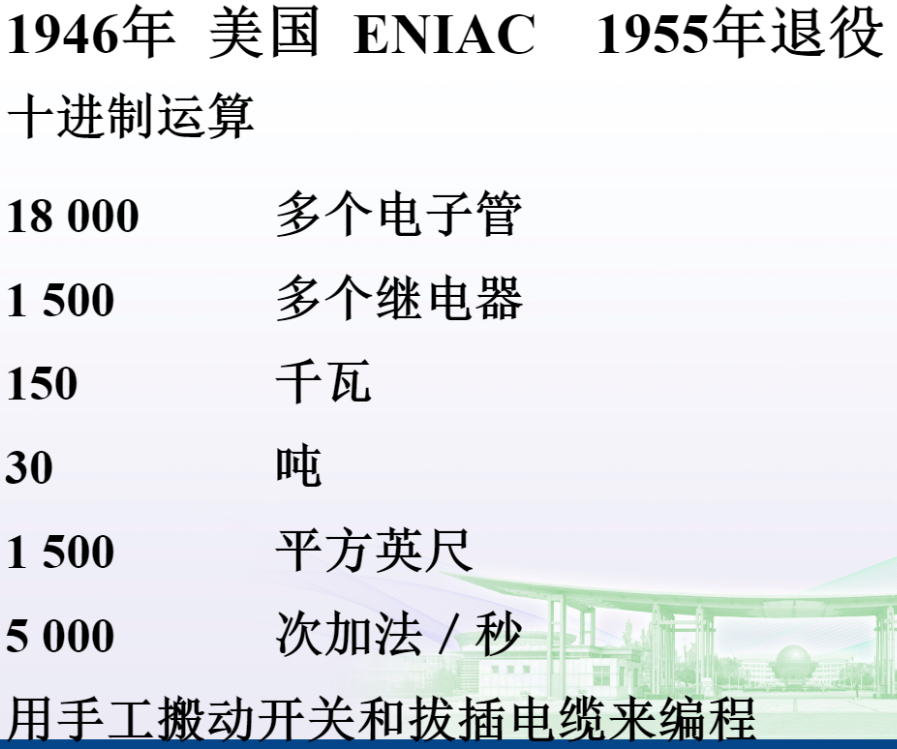 1946年 美国 ENIAC 1955年退役
十进制运算
18 000 多个电子管
1 500 多个继电器
150 千瓦
30 吨
1 500 平方英尺
5 000 次加法／秒
用手工搬动开关和拔插电缆来编程